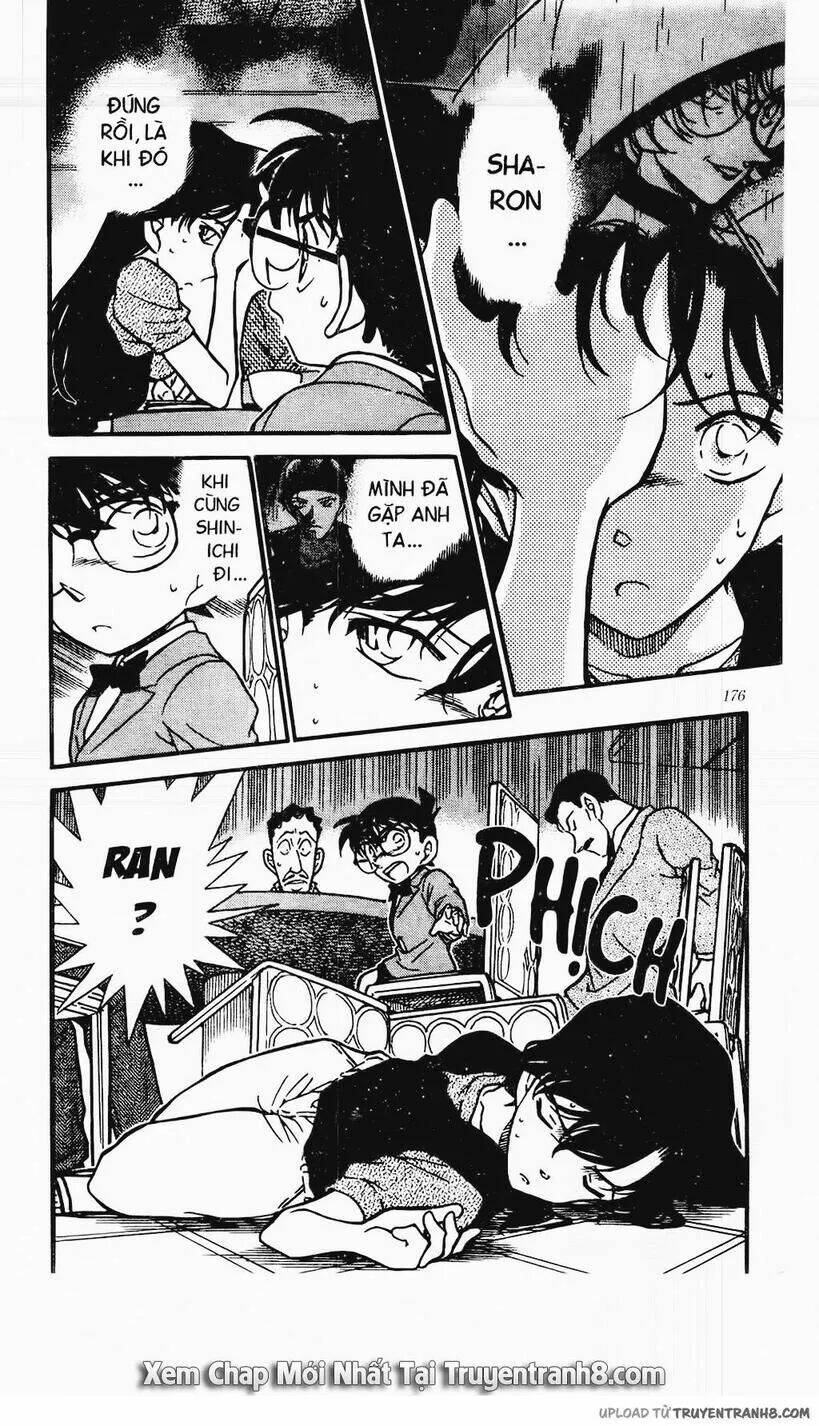 SHA-
RON
...
ĐÚNG
RỒI, LÀ
KHI ĐÓ
...
MÌNH ĐÃ
GẶP ANH
TA...
KHI
CÙNG
SHIN-
ICHI
ĐI...
176
RAN
?
PHỊCH
Xem Chap Mới Nhất Tại Truyentranh8.com
UPLOAD TỪ TRUYENTRANH8.COM